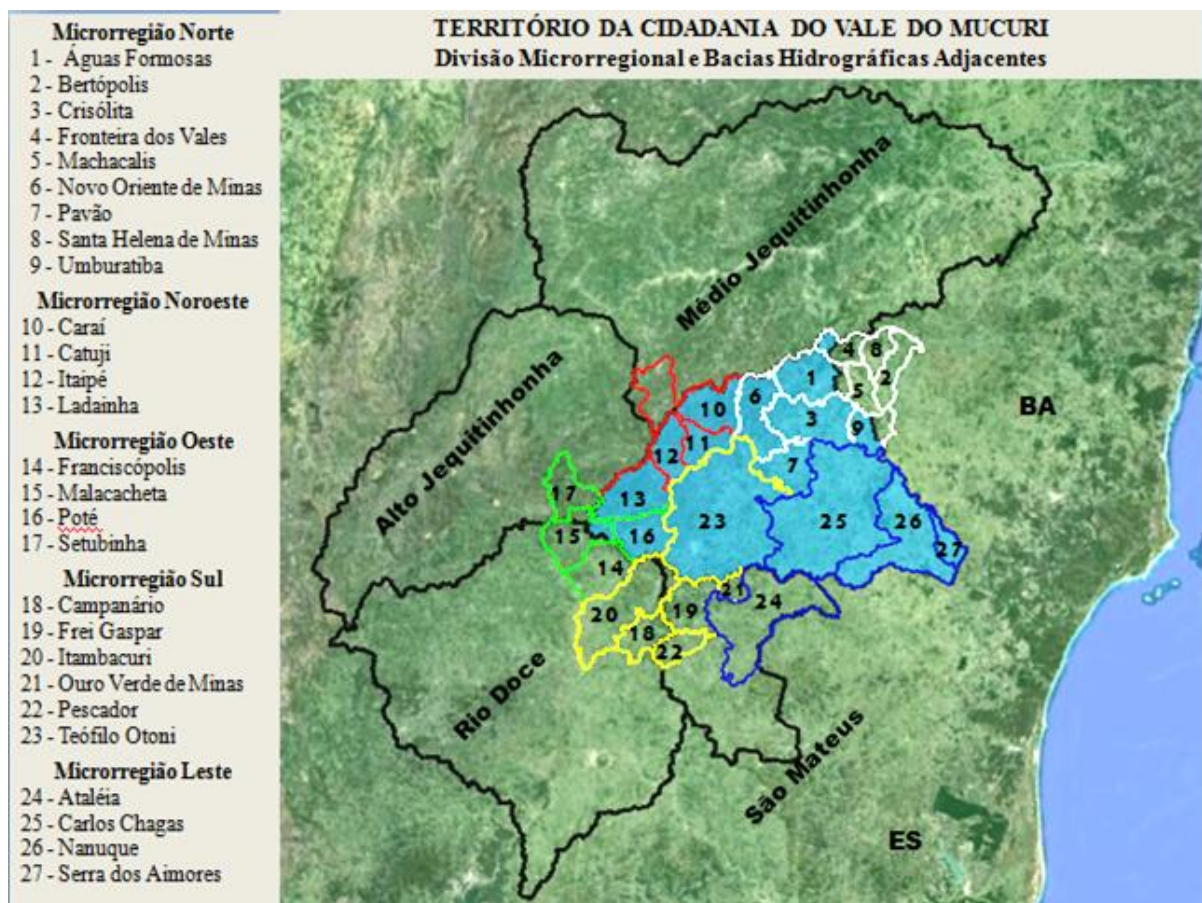 TERRITÓRIO DA CIDADANIA DO VALE DO MUCURI
Divisão Microrregional e Bacias Hidrográficas Adjacentes
Microrregião Norte
1 - Águas Formosas
2 - Bertópolis
3 - Crisólita
4 - Fronteira dos Vales
5 - Machacalis
6 - Novo Oriente de Minas
7 - Pavão
8 - Santa Helena de Minas
9 - Umburatiba
Microrregião Noroeste
10 - Caraí
11 - Catuji
12 - Itaipé
13 - Ladainha
Microrregião Oeste
14 - Franciscópolis
15 - Malacacheta
16 - Poté
17 - Setubinha
Microrregião Sul
18 - Campanário
19 - Frei Gaspar
20 - Itambacuri
21 - Ouro Verde de Minas
22 - Pescador
23 - Teófilo Otoni
Microrregião Leste
24 - Ataléia
25 - Carlos Chagas
26 - Nanuque
27 - Serra dos Aimores
Médio Jequitinhonha
Alto Jequitinhonha
Rio Doce
São Mateus
BA
ES
4
8
1
2
6
5
10
3
9
11
12
7
17
13
23
25
26
15
16
27
14
21
24
20
19
18
22